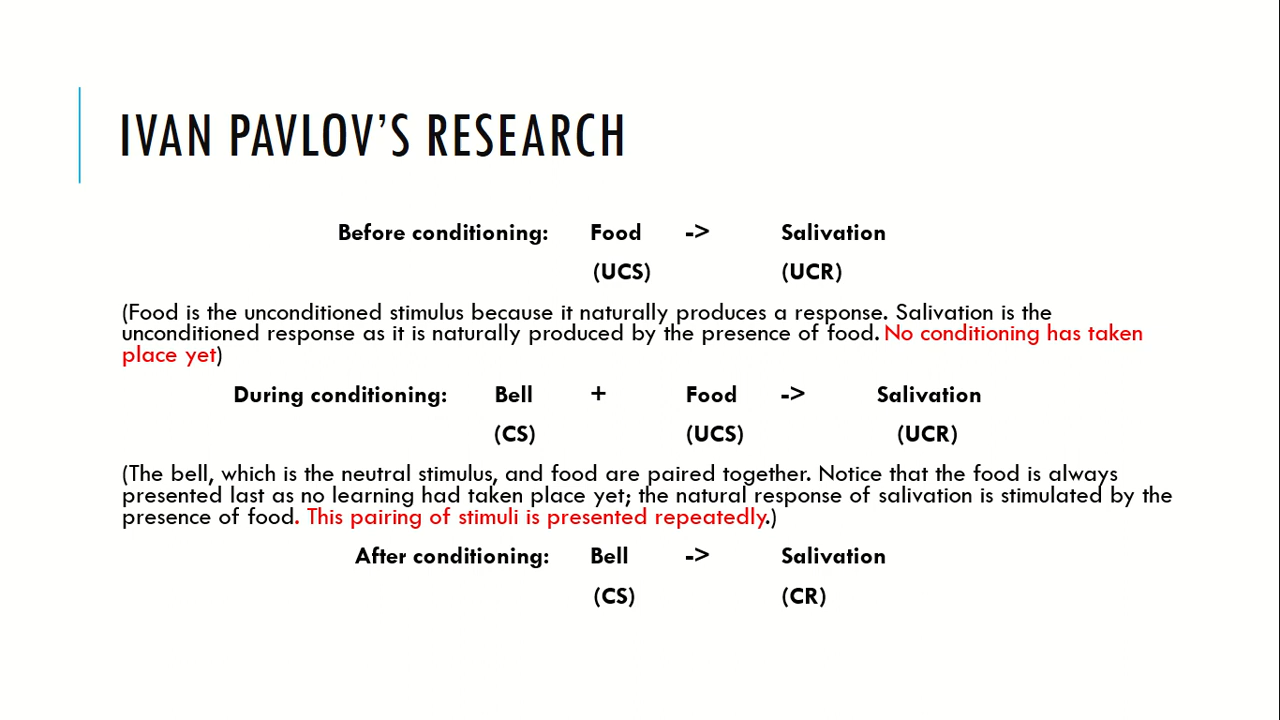 IVAN PAVLOV’S RESEARCH
Before conditioning: Food -> Salivation
(UCS) (UCR)
(Food is the unconditioned stimulus because it naturally produces a response. Salivation is the
unconditioned response as it is naturally produced by the presence of food. No conditioning has taken
place yet)
During conditioning: Bell + Food -> Salivation
(CS) (UCS) (UCR)
(The bell, which is the neutral stimulus, and food are paired together. Notice that the food is always
presented last as no learning had taken place yet; the natural response of salivation is stimulated by the
presence of food. This pairing of stimuli is presented repeatedly.)
After conditioning: Bell -> Salivation
(CS) (CR)